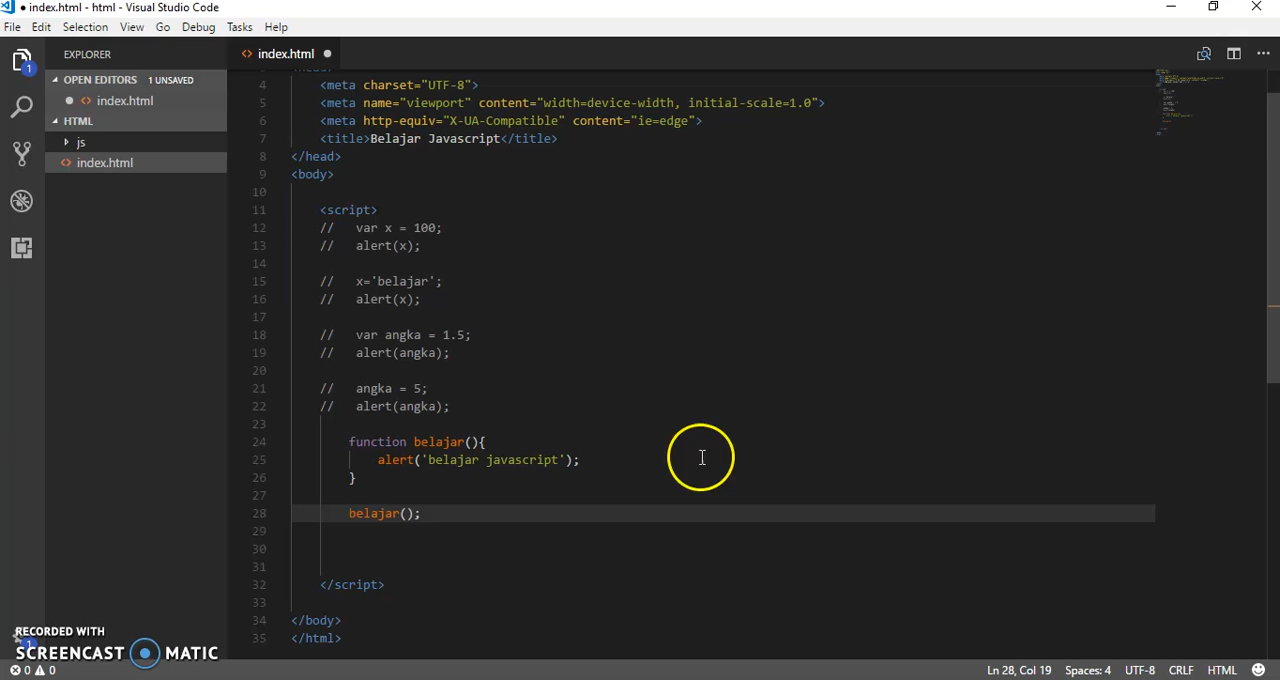 ● index.html - html - Visual Studio Code
File Edit Selection View Go Debug Tasks Help
EXPLORER
OPEN EDITORS 1 UNSAVED
<> index.html
HTML
js
<> index.html
1
1
<> index.html
4 <meta charset="UTF-8">
5 <meta name="viewport" content="width=device-width, initial-scale=1.0">
6 <meta http-equiv="X-UA-Compatible" content="ie=edge">
7 <title>Belajar Javascript</title>
8 </head>
9 <body>
10
11 <script>
12 // var x = 100;
13 // alert(x);
14
15 // x='belajar';
16 // alert(x);
17
18 // var angka = 1.5;
19 // alert(angka);
20
21 // angka = 5;
22 // alert(angka);
23
24 function belajar(){
25 alert('belajar javascript');
26 }
27
28 belajar();
29
30
31
32 </script>
33
34 </body>
35 </html>
RECORDED WITH
SCREENCAST MATIC
0 0 Ln 28, Col 19 Spaces: 4 UTF-8 CRLF HTML